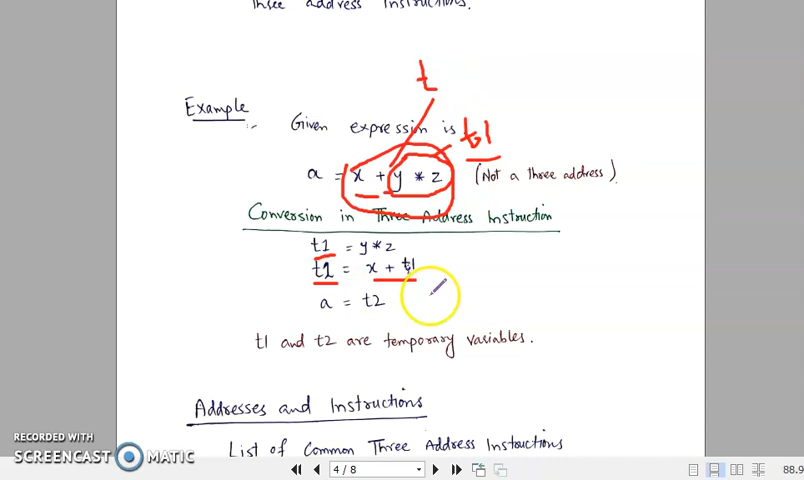 three address instructions.
t
Example :-
Given expression is
t1
a = x + y * z (Not a three address).
Conversion in Three Address Instruction
t1 = y * z
t2 = x + t1
a = t2
t1 and t2 are temporary variables.
Addresses and Instructions
List of Common Three Address Instructions
RECORDED WITH
SCREENCAST MATIC
4 / 8
88.9